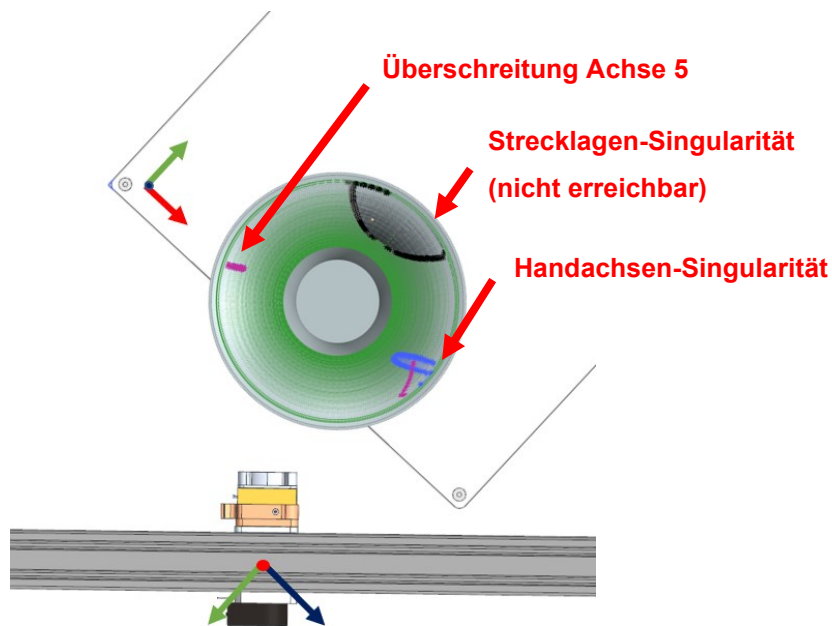 Überschreitung Achse 5
Strecklagen-Singularität
(nicht erreichbar)
Handachsen-Singularität